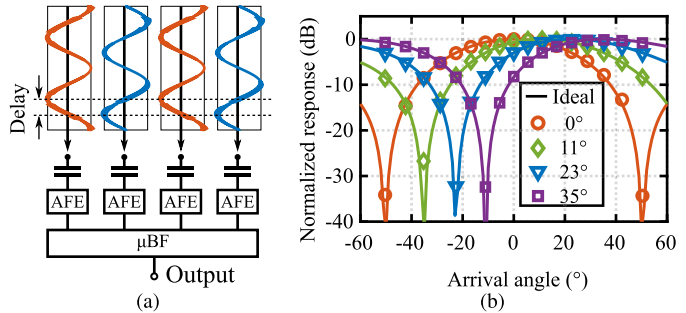 Delay
AFE AFE AFE AFE
μBF
Output
(a)
Normalized response (dB)
0
-10
-20
-30
-40
-60 -40 -20 0 20 40 60
Arrival angle (°)
Ideal
0°
11°
23°
35°
(b)